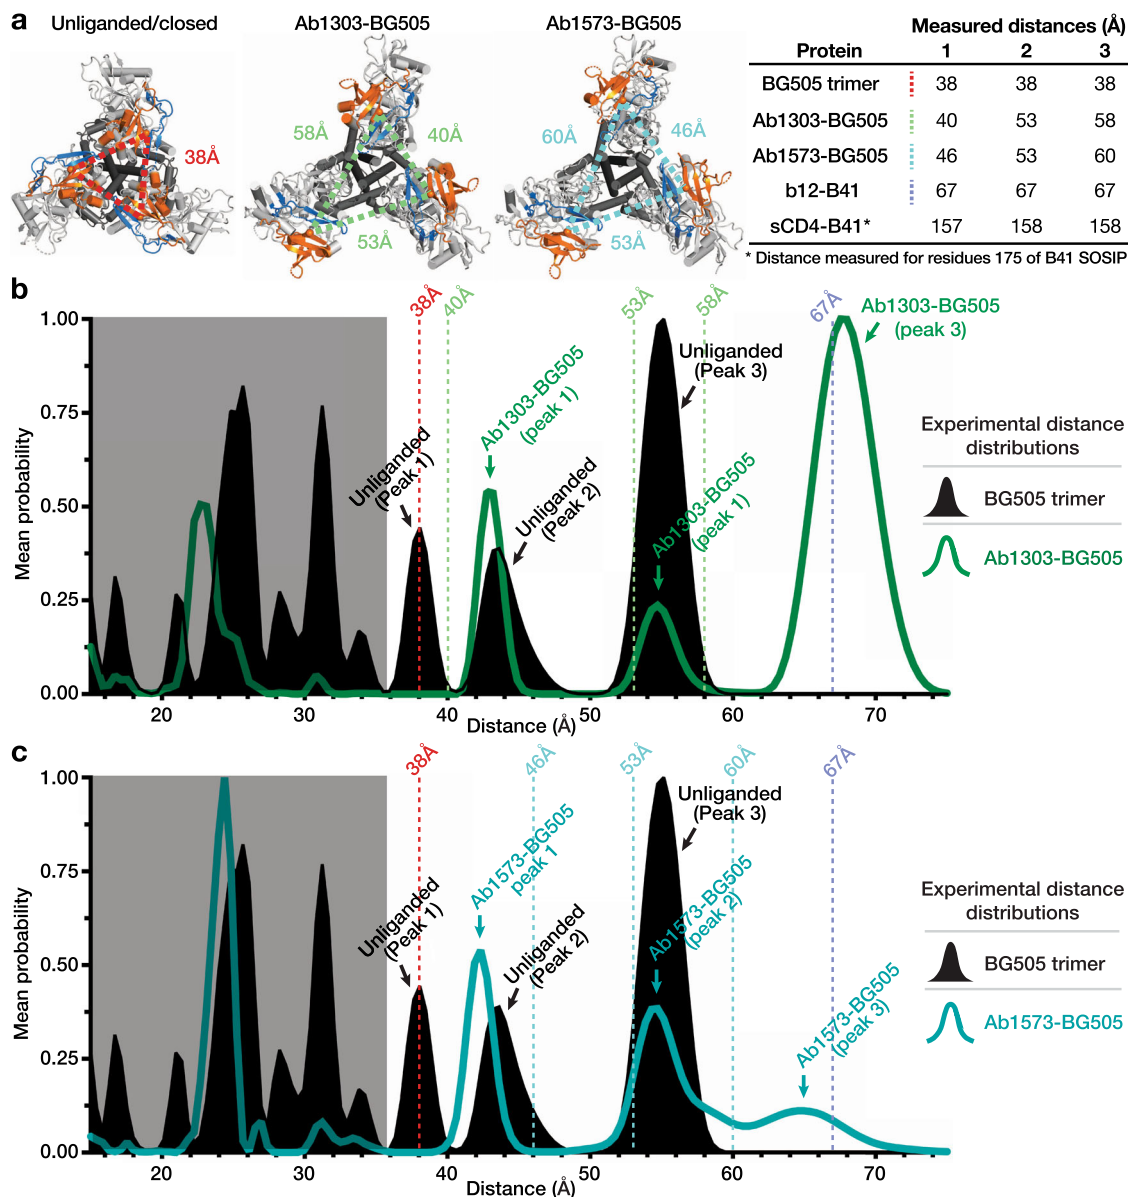 a
Unliganded/closed
Ab1303-BG505
Ab1573-BG505
38Å
58Å
40Å
53Å
60Å
46Å
53Å
Measured distances (Å)
Protein 1 2 3
BG505 trimer 38 38 38
Ab1303-BG505 40 53 58
Ab1573-BG505 46 53 60
b12-B41 67 67 67
sCD4-B41* 157 158 158
* Distance measured for residues 175 of B41 SOSIP
b
38Å
40Å
53Å
58Å
67Å
Ab1303-BG505
(peak 3)
Unliganded
(Peak 3)
Ab1303-BG505
(peak 1)
Unliganded
(Peak 1)
Unliganded
(Peak 2)
Ab1303-BG505
(peak 1)
Mean probability
1.00
0.75
0.50
0.25
0.00
20 30 40 50 60 70
Distance (Å)
Experimental distance
distributions
BG505 trimer
Ab1303-BG505
c
38Å
46Å
53Å
60Å
67Å
Unliganded
(Peak 3)
Ab1573-BG505
peak 1
Unliganded
(Peak 1)
Unliganded
(Peak 2)
Ab1573-BG505
(peak 2)
Ab1573-BG505
(peak 3)
Mean probability
1.00
0.75
0.50
0.25
0.00
20 30 40 50 60 70
Distance (Å)
Experimental distance
distributions
BG505 trimer
Ab1573-BG505